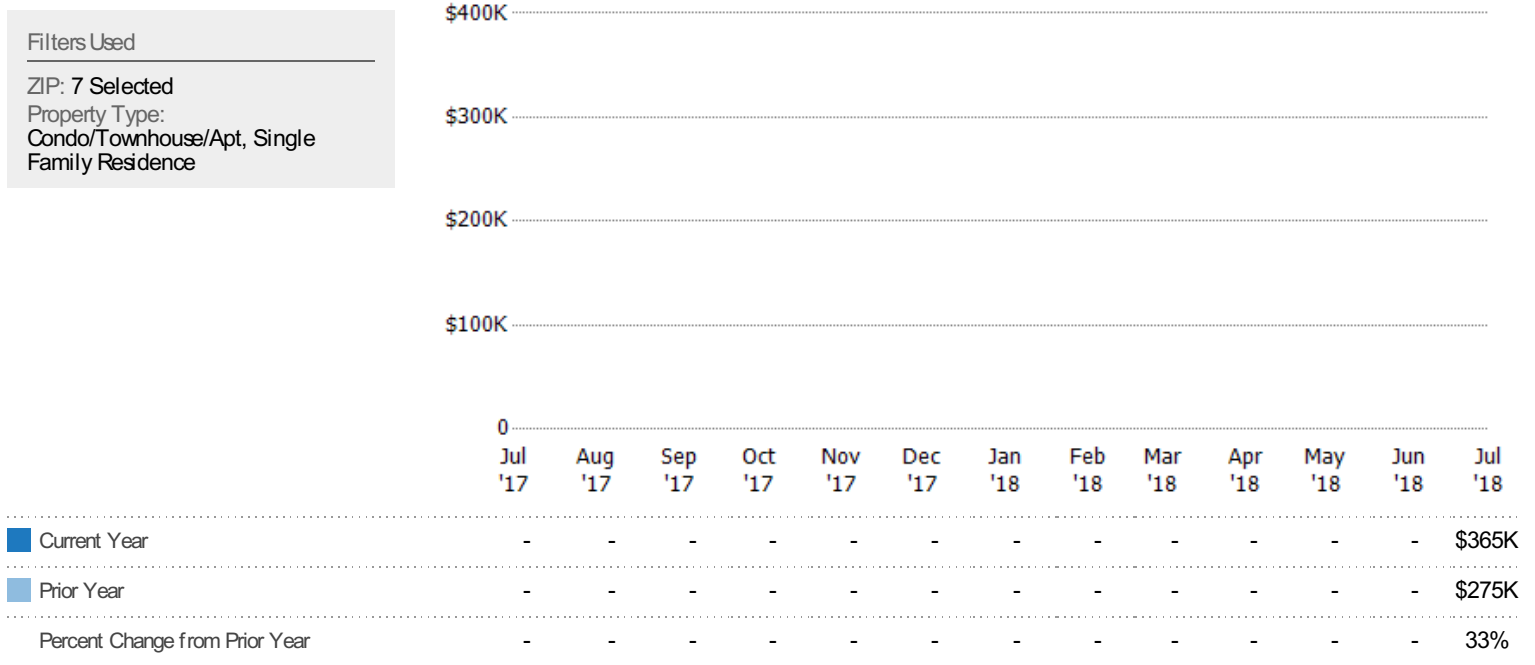 Filters Used
ZIP: 7 Selected
Property Type:
Condo/Townhouse/Apt, Single
Family Residence
$400K
$300K
$200K
$100K
0
Jul Aug Sep Oct Nov Dec Jan Feb Mar Apr May Jun Jul
'17 '17 '17 '17 '17 '17 '18 '18 '18 '18 '18 '18 '18
Current Year - - - - - - - - - - - - $365K
Prior Year - - - - - - - - - - - - $275K
Percent Change from Prior Year - - - - - - - - - - - - 33%